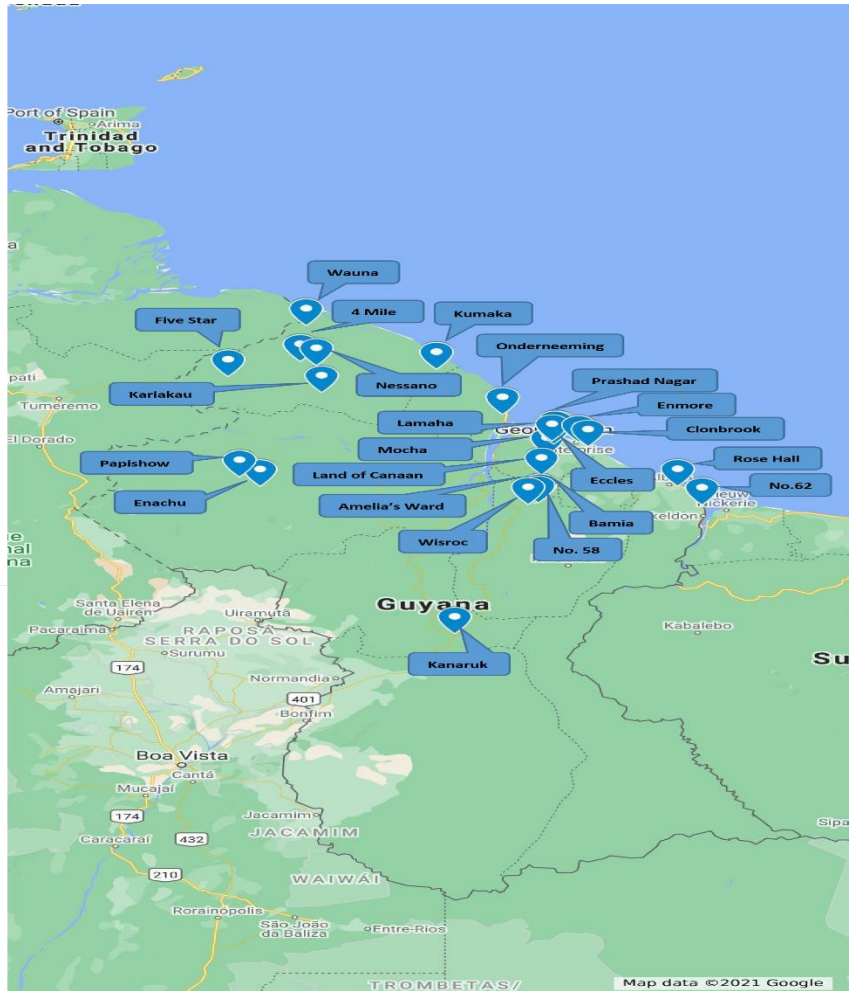 Port of Spain
Arima
Trinidad
and Tobago
Wauna
4 Mile
Five Star
Kumaka
Onderneeming
Kariakau
Nessano
Prashad Nagar
Lamaha
Enmore
Tumeremo
Mocha
Clonbrook
El Dorado
Papishow
Land of Canaan
Eccles
Rose Hall
Enachu
Amelia's Ward
No.62
Nickerie
Bamia
Wisroc
No. 58
Guyana
Santa Elena
de Uairén
Uiramutã
Pacaraima
RAPOSA
SERRA DO SOL
Surumu
Kabalebo
Kanaruk
174
Normandia
Su
Amajari
401
Bonfim
Boa Vista
Cantá
Mucajaí
174
Jacamim
Caracaraí
432
JACAMIM
210
WAIWÁI
Rorainópolis
São João
da Baliza
Entre-Rios
TROMBETAS/
Map data ©2021 Google